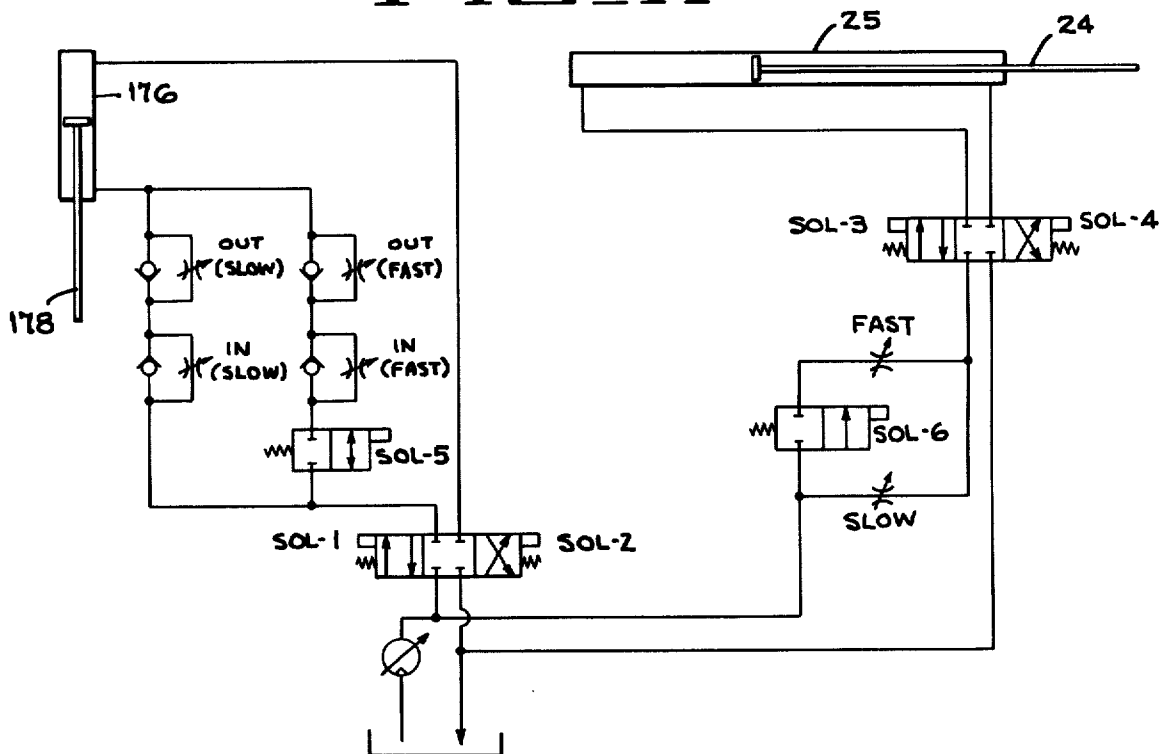 25
24
176
SOL-3
SOL-4
OUT
(SLOW)
OUT
(FAST)
178
IN
(SLOW)
IN
(FAST)
FAST
SOL-5
SOL-6
SLOW
SOL-1
SOL-2